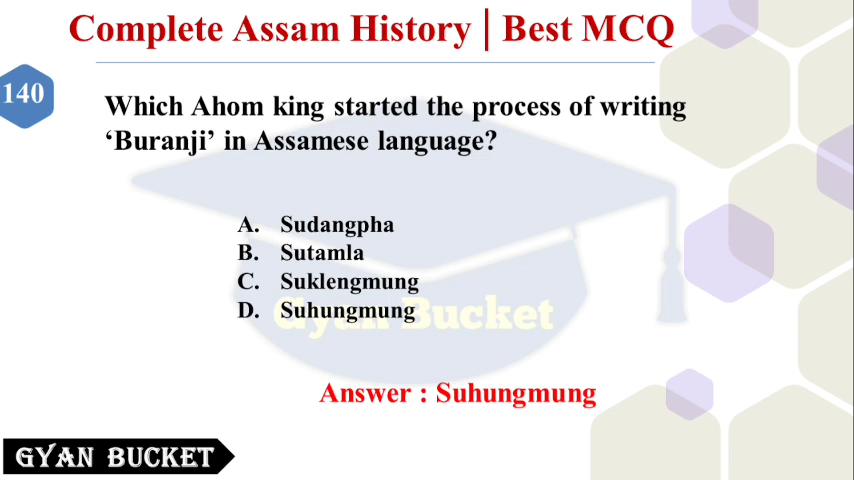 Complete Assam History | Best MCQ
140
Which Ahom king started the process of writing
‘Buranji’ in Assamese language?
A. Sudangpha
B. Sutamla
C. Suklengmung
D. Suhungmung
Gyan Bucket
Answer : Suhungmung
GYAN BUCKET